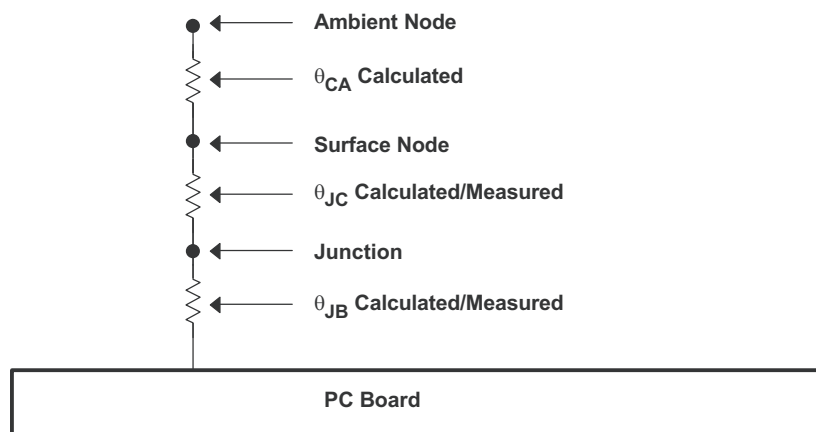 Ambient Node
θCA Calculated
Surface Node
θJC Calculated/Measured
Junction
θJB Calculated/Measured
PC Board